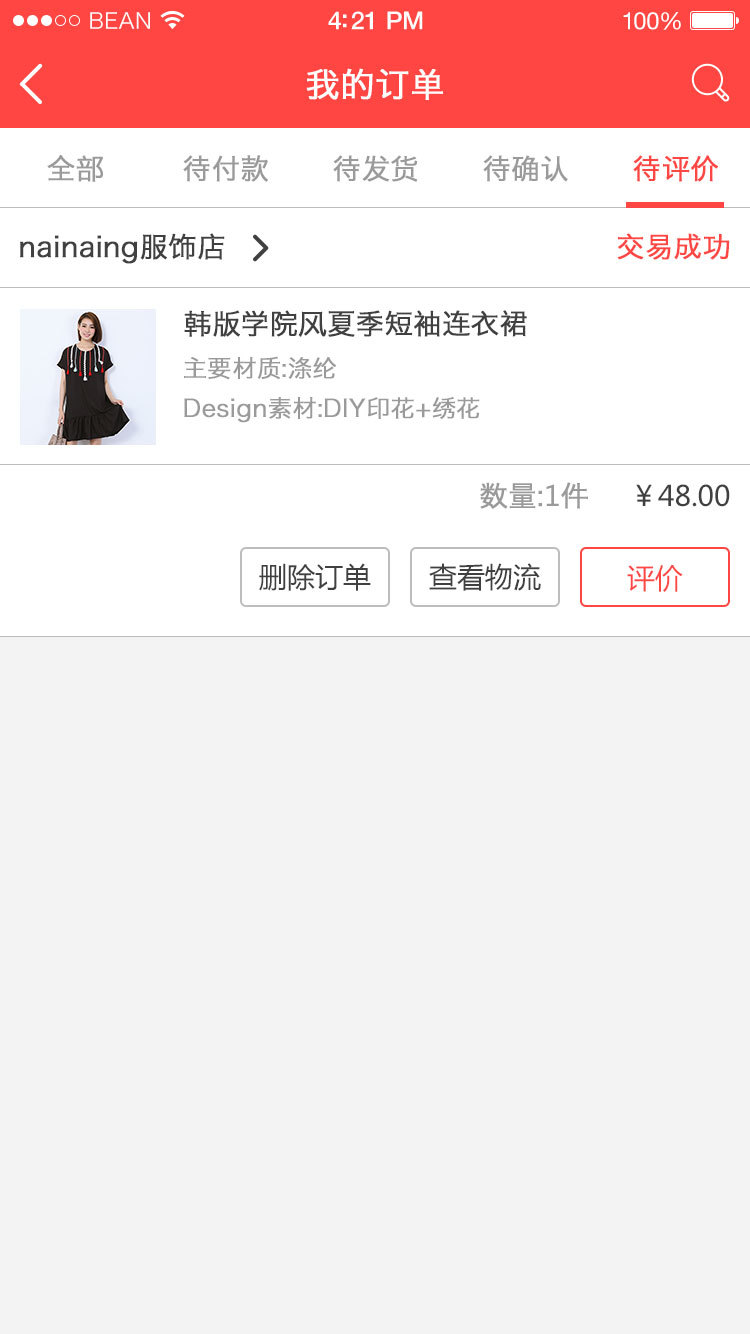 BEAN 4:21 PM 100%
我的订单
全部 待付款 待发货 待确认 待评价
nainaing服饰店 交易成功
韩版学院风夏季短袖连衣裙
主要材质:涤纶
Design素材:DIY印花+绣花
数量:1件 ¥48.00
删除订单 查看物流 评价